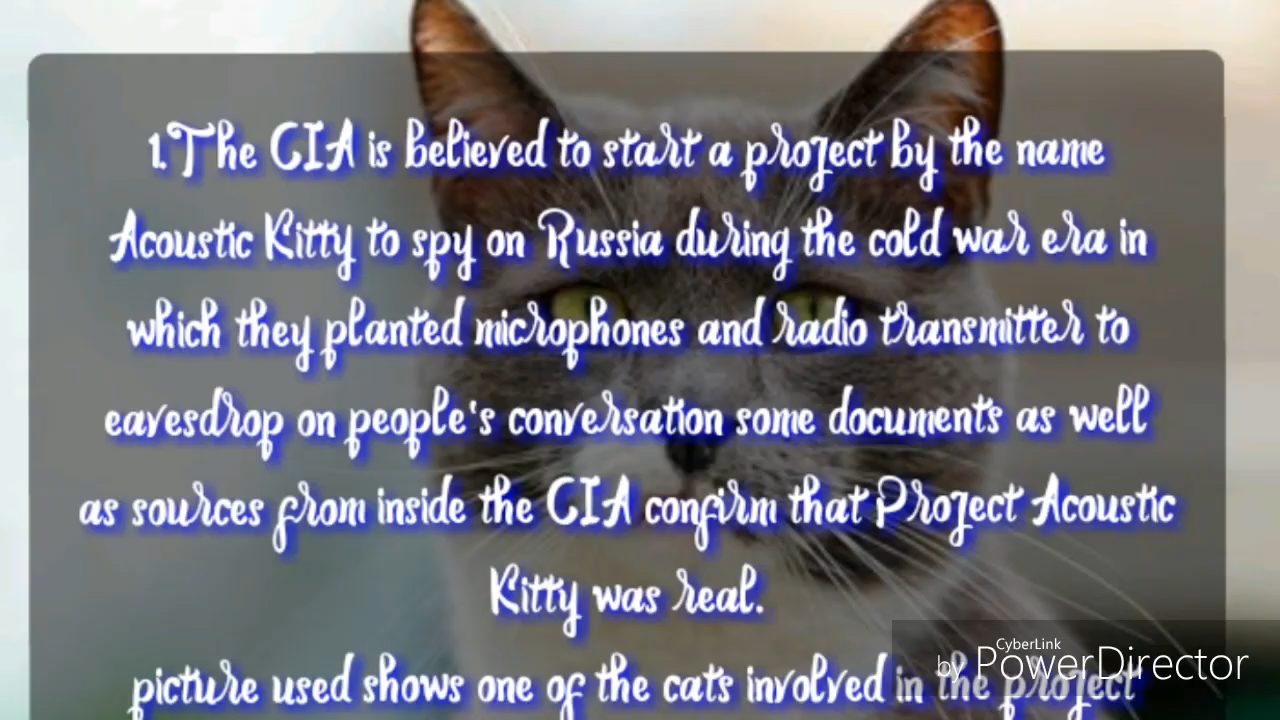 1.The CIA is believed to start a project by the name
Acoustic Kitty to spy on Russia during the cold war era in
which they planted microphones and radio transmitter to
eavesdrop on people's conversation some documents as well
as sources from inside the CIA confirm that Project Acoustic
Kitty was real.
picture used shows one of the cats involved in the project
CyberLink
by PowerDirector